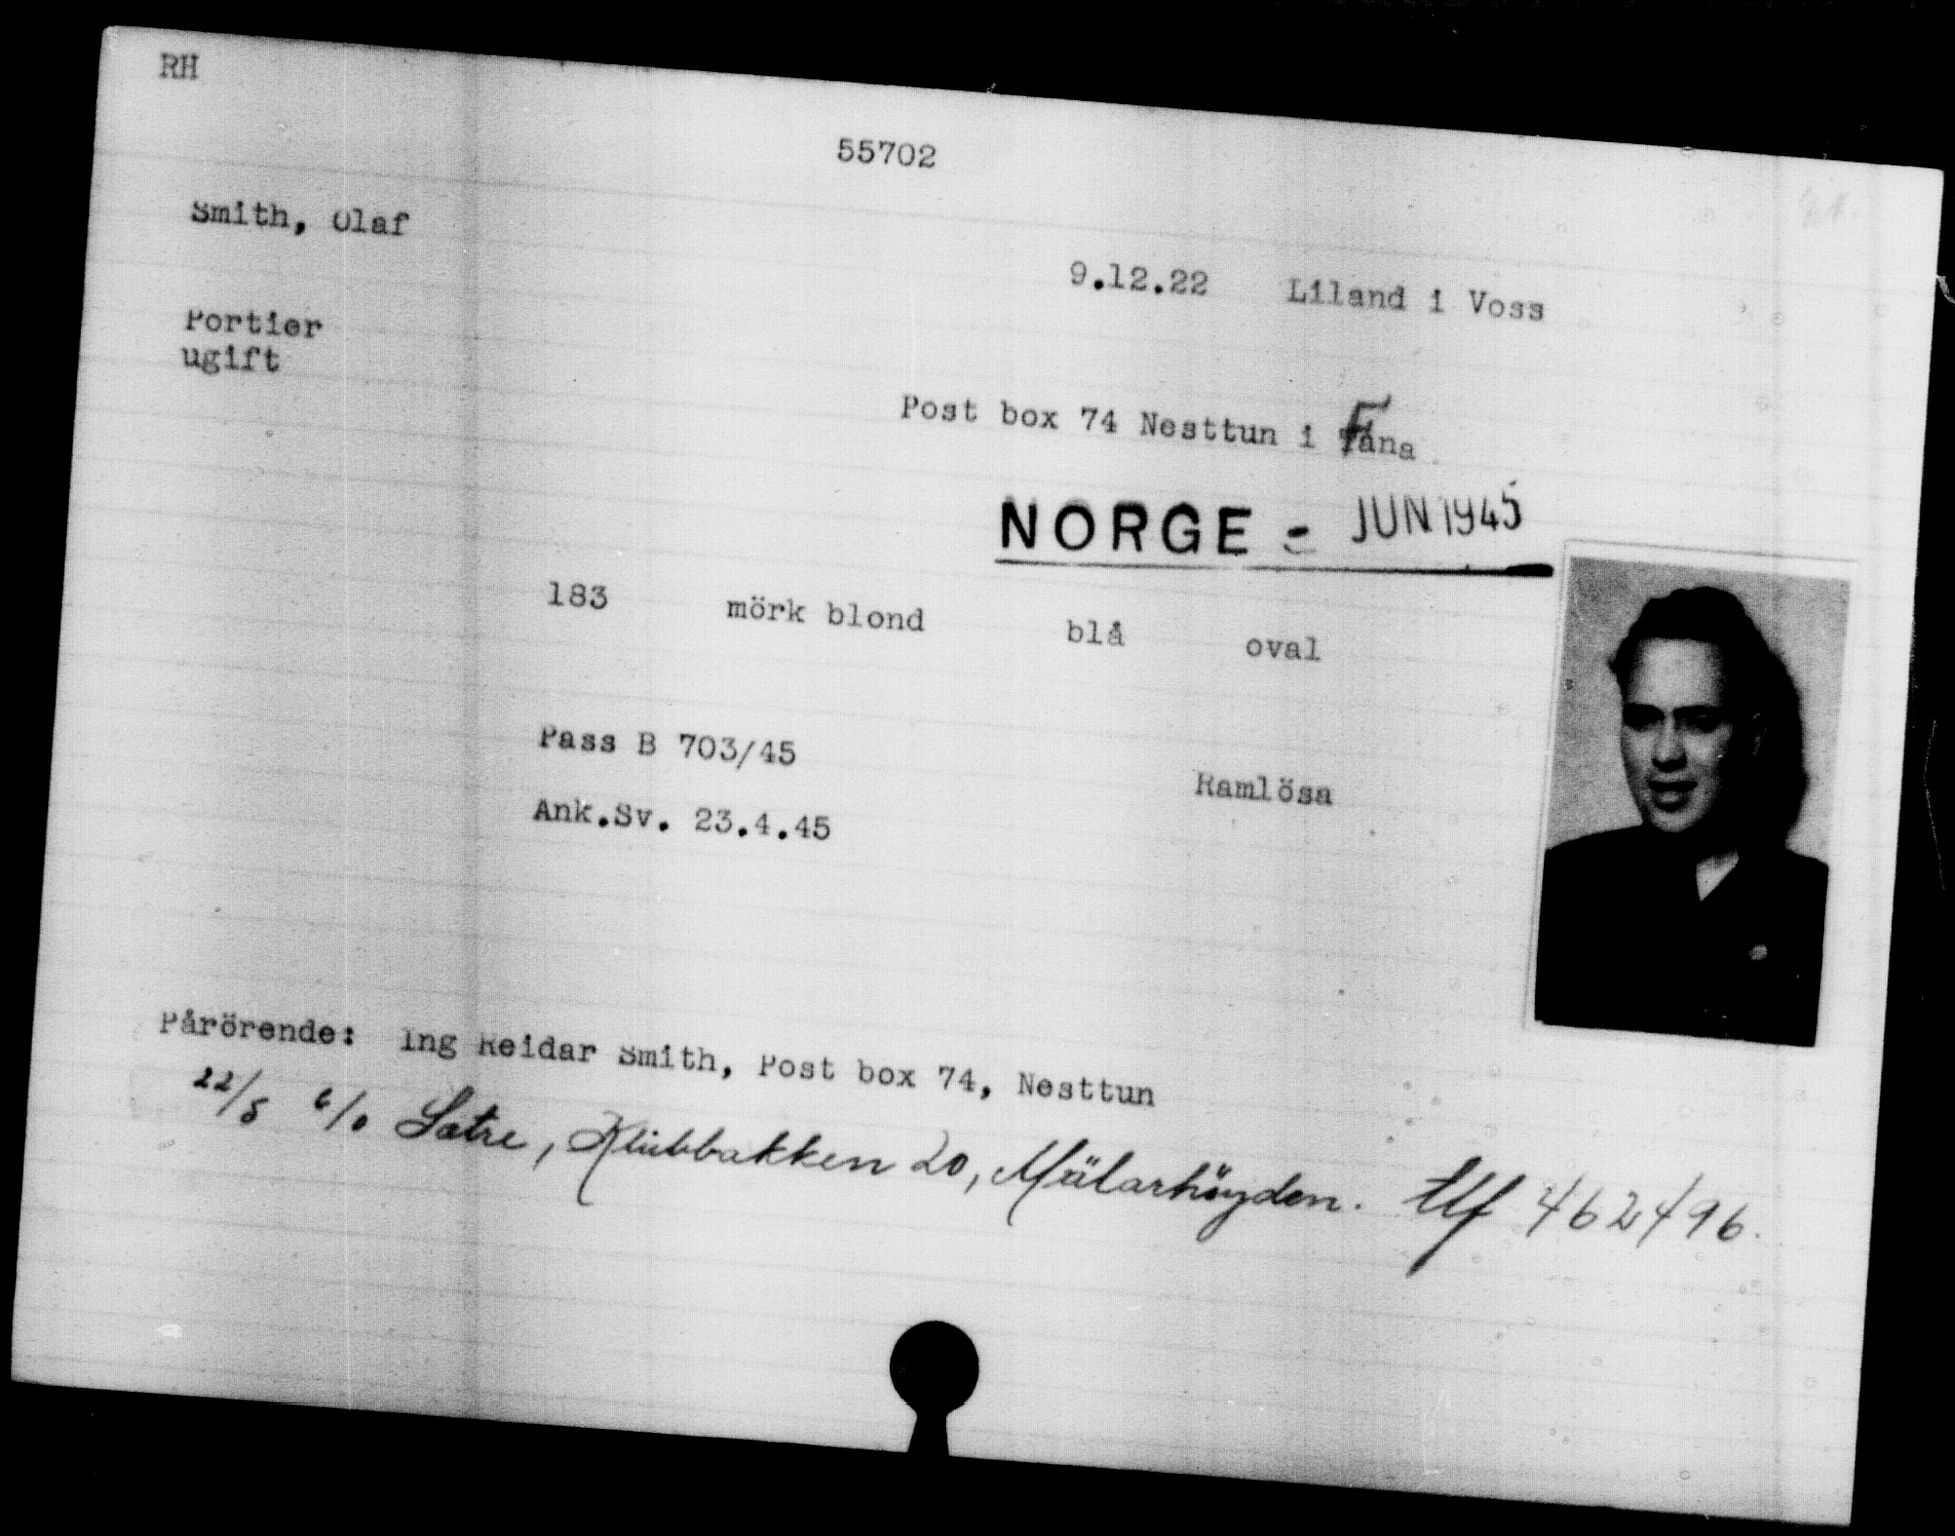 RH
55702
Smith, Olaf
9.12.22 Liland i Voss
Portier
ugift
Post box 74 Nesttun i Fana
NORGE - JUN 1945
183 mörk blond blå oval
Pass B 703/45
Ramlösa
Ank.Sv. 23.4.45
Pårörende: Ing Reidar Smith, Post box 74, Nesttun
22/5 c/o Sætre, Klubbakken 20, Mälarhöyden. tlf 462496.